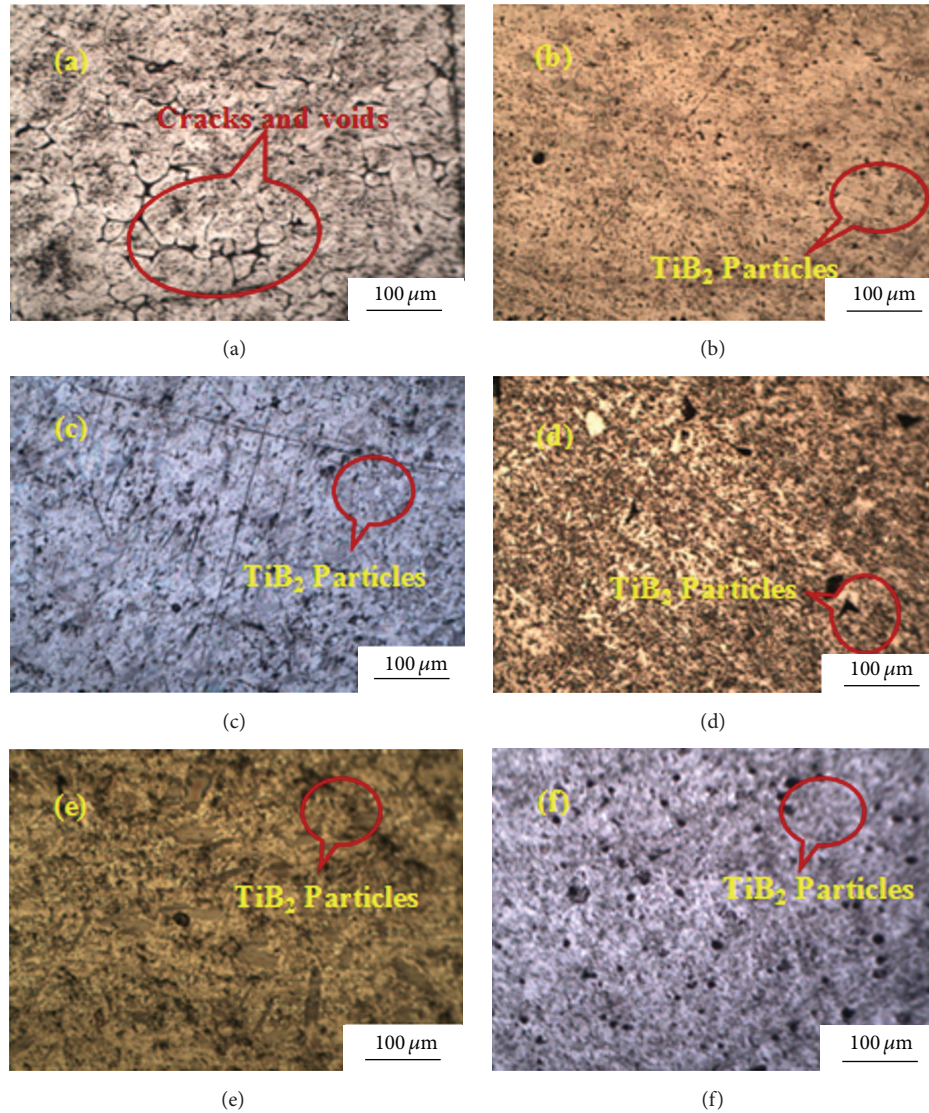 (a)
Cracks and voids
100 μm
(b)
TiB₂ Particles
100 μm
(a)
(b)
(c)
TiB₂ Particles
100 μm
(d)
TiB₂ Particles
100 μm
(c)
(d)
(e)
TiB₂ Particles
100 μm
(f)
TiB₂ Particles
100 μm
(e)
(f)